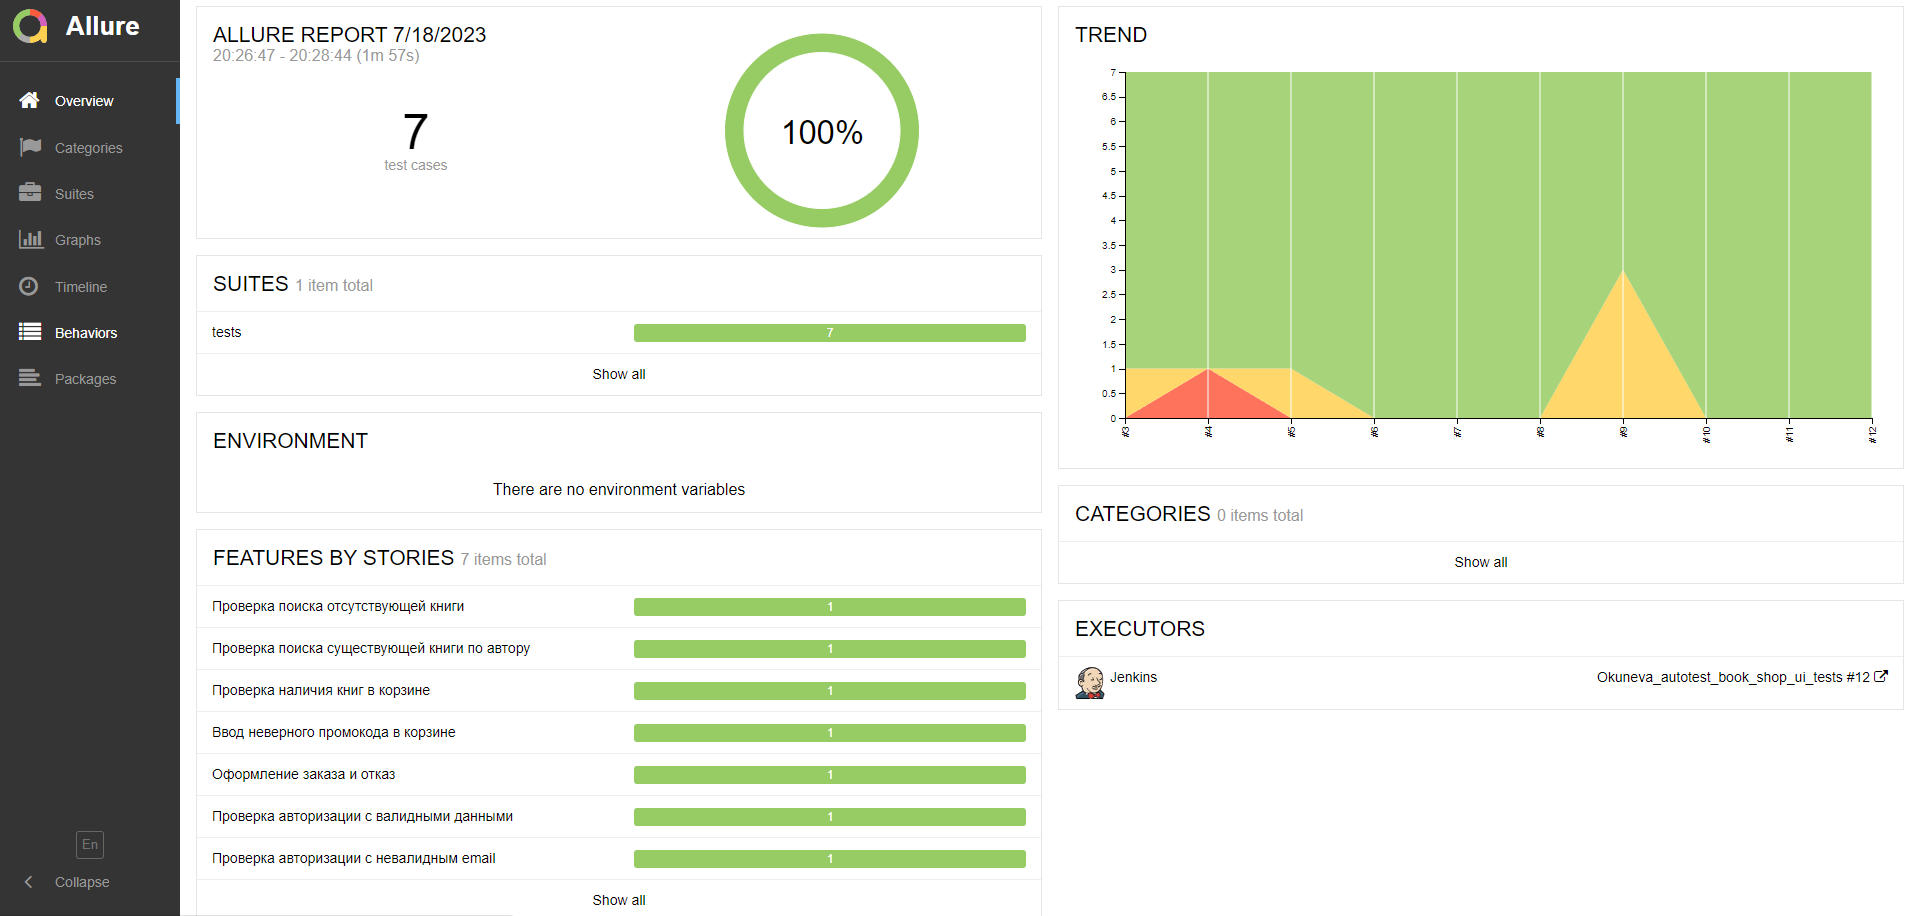 Allure
Overview
Categories
Suites
Graphs
Timeline
Behaviors
Packages
En
Collapse
ALLURE REPORT 7/18/2023
20:26:47 - 20:28:44 (1m 57s)
7
test cases
100%
SUITES 1 item total
tests 7
Show all
ENVIRONMENT
There are no environment variables
FEATURES BY STORIES 7 items total
Проверка поиска отсутствующей книги 1
Проверка поиска существующей книги по автору 1
Проверка наличия книг в корзине 1
Ввод неверного промокода в корзине 1
Оформление заказа и отказ 1
Проверка авторизации с валидными данными 1
Проверка авторизации с невалидным email 1
Show all
TREND
7
6.5
6
5.5
5
4.5
4
3.5
3
2.5
2
1.5
1
0.5
0
#3 #4 #5 #6 #7 #8 #9 #10 #11 #12
CATEGORIES 0 items total
Show all
EXECUTORS
Jenkins Okuneva_autotest_book_shop_ui_tests #12